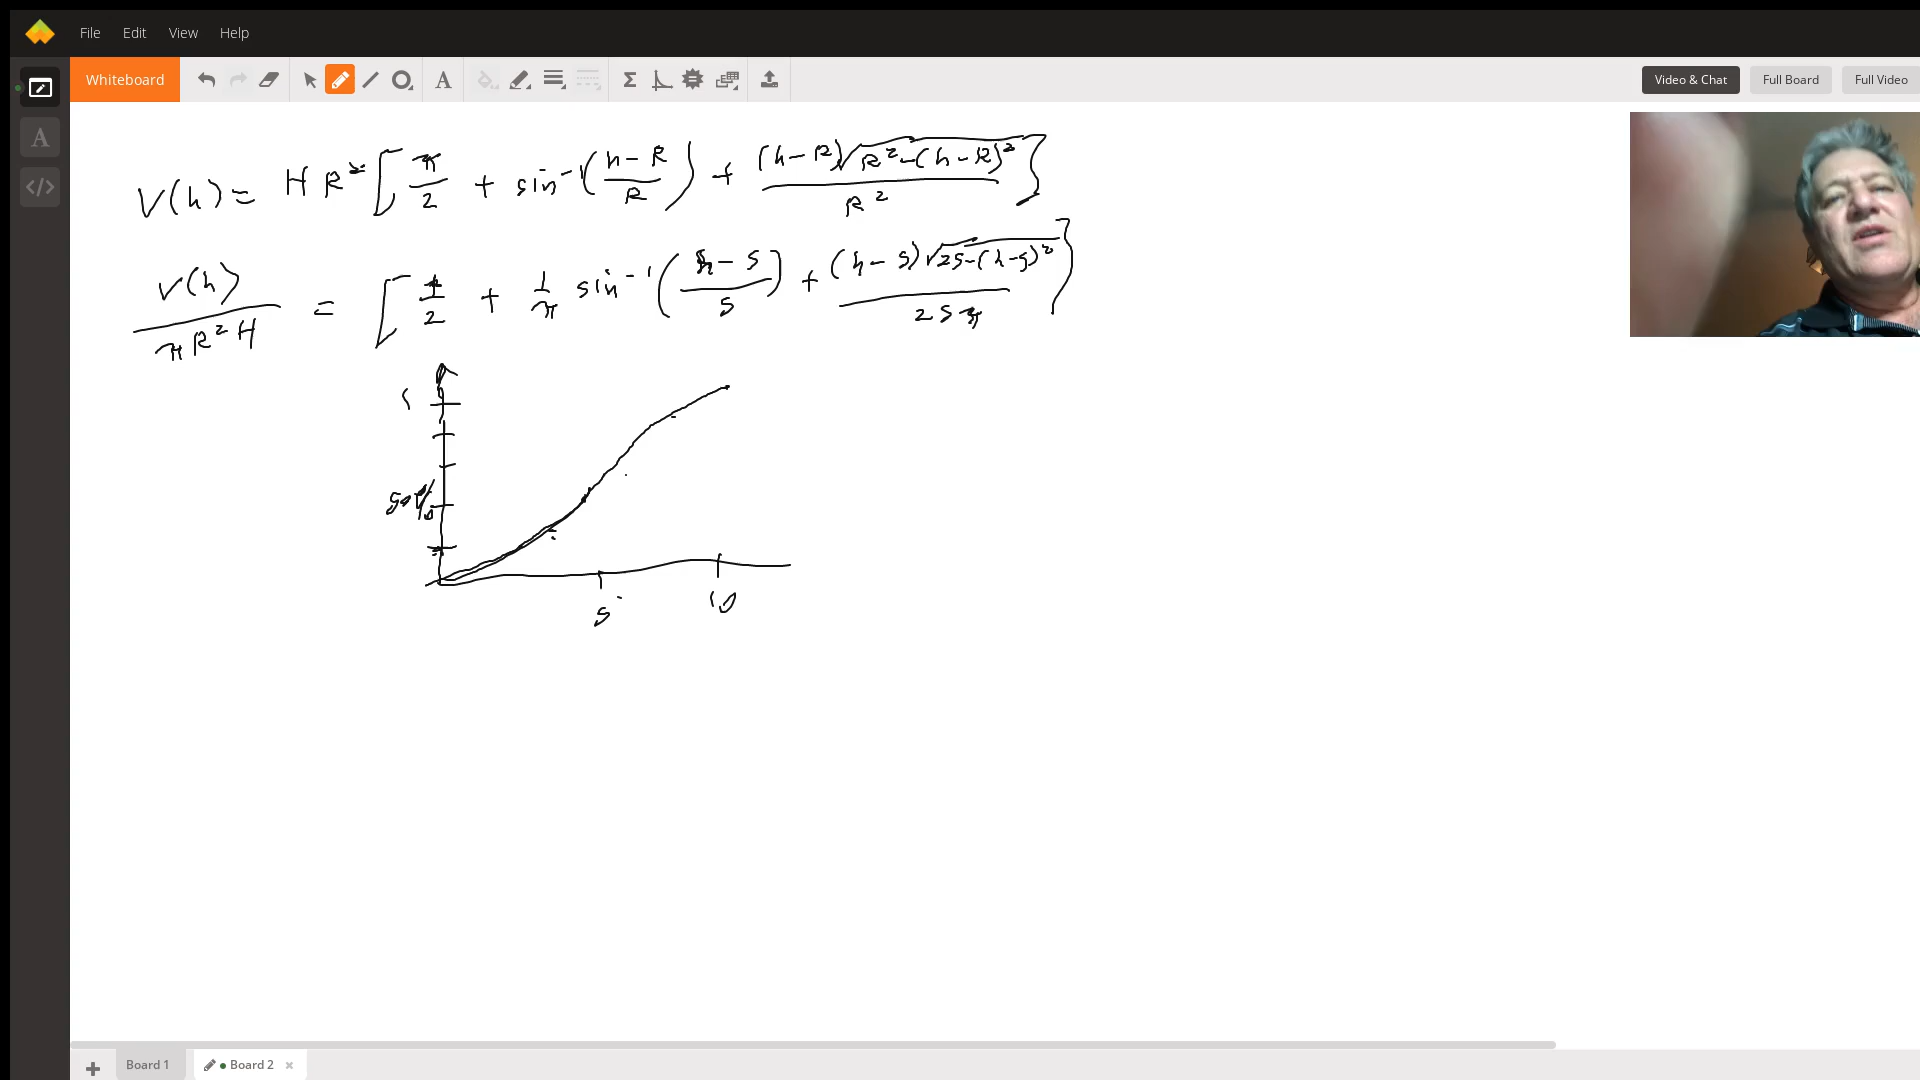 File Edit View Help
Whiteboard Video & Chat Full Board Full Video
V(h) = HR²[π/2 + sin⁻¹((h-R)/R) + (h-R)√(R²-(h-R)²)/R²]
V(h)/πR²H = [1/2 + 1/π sin⁻¹((h-5)/5) + (h-5)√(25-(h-5)²)/25π]
1
50%
5 10
Board 1 Board 2